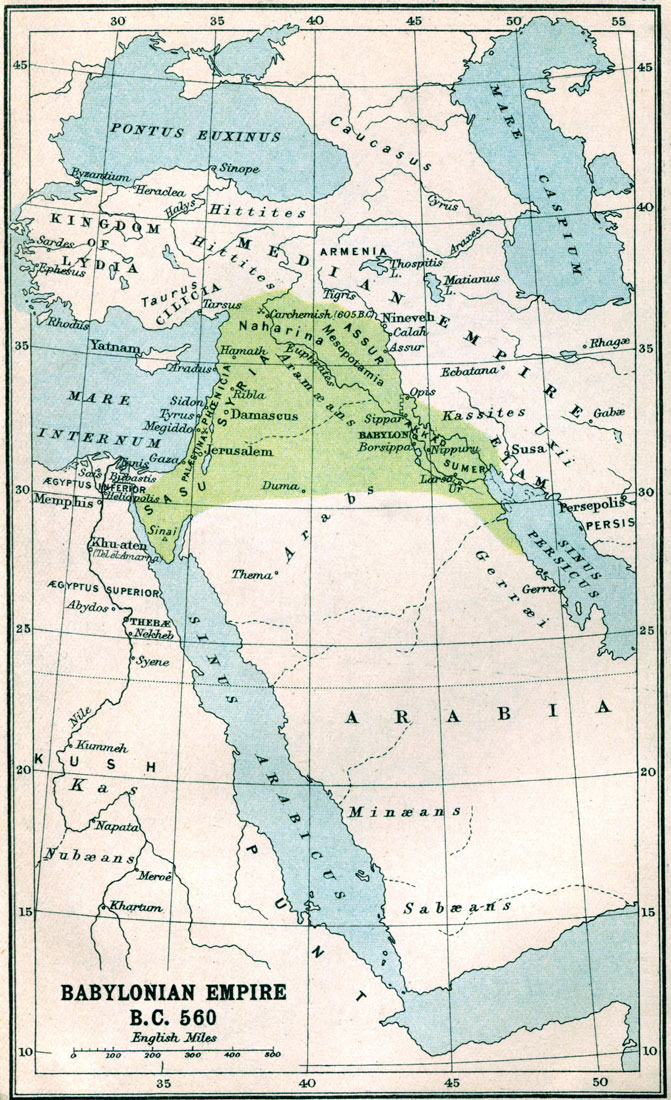 30 35 40 45 50 55
45
45
PONTUS EUXINUS
Caucasus
MARE CASPIUM
Byzantium
Sinope
Heraclea
Halys
Hittites
Cyrus
40
40
KINGDOM OF LYDIA
Sardes
Ephesus
Hittites
MEDIAN EMPIRE
ARMENIA
Araxes
Thospitis L.
Matianus L.
Taurus
CILICIA
Tarsus
Tigris
Rhodus
Carchemish (605 B.C.)
Nineveh
Naharina
ASSUR
Calah
Mesopotamia
Assur
35
35
Yatnam
Hamath
Euphrates
Rhagæ
Aradus
Aramæans
Ecbatana
MARE INTERNUM
SYRIA
PHŒNICIA
Ribla
Opis
Sidon
Kassites
Gabæ
Tyrus
Damascus
Sippar
AKKAD
Megiddo
BABYLON
Uxii
Borsippa
Nippuru
Susa
PALÆSTINA
Jerusalem
SUMER
ELAM
Gaza
Tanis
Larsa
Sais
Bubastis
Ur
ÆGYPTUS INFERIOR
Duma
30
30
Heliopolis
SASU
Memphis
Persepolis
PERSIS
Sinai
Arabs
SINUS PERSICUS
Khu-aten
(Tel el-Amarna)
Thema
Gerræi
Gerra
ÆGYPTUS SUPERIOR
Abydos
THEBÆ
Nekheb
25
25
Syene
SINUS ARABICUS
ARABIA
Nile
Kummeh
KUSH
20
20
Kas
Minæans
Napata
Nubæans
PUNT
Meroë
Khartum
15
15
Sabæans
BABYLONIAN EMPIRE
B.C. 560
English Miles
0 100 200 300 400 500
10
10
35 40 45 50